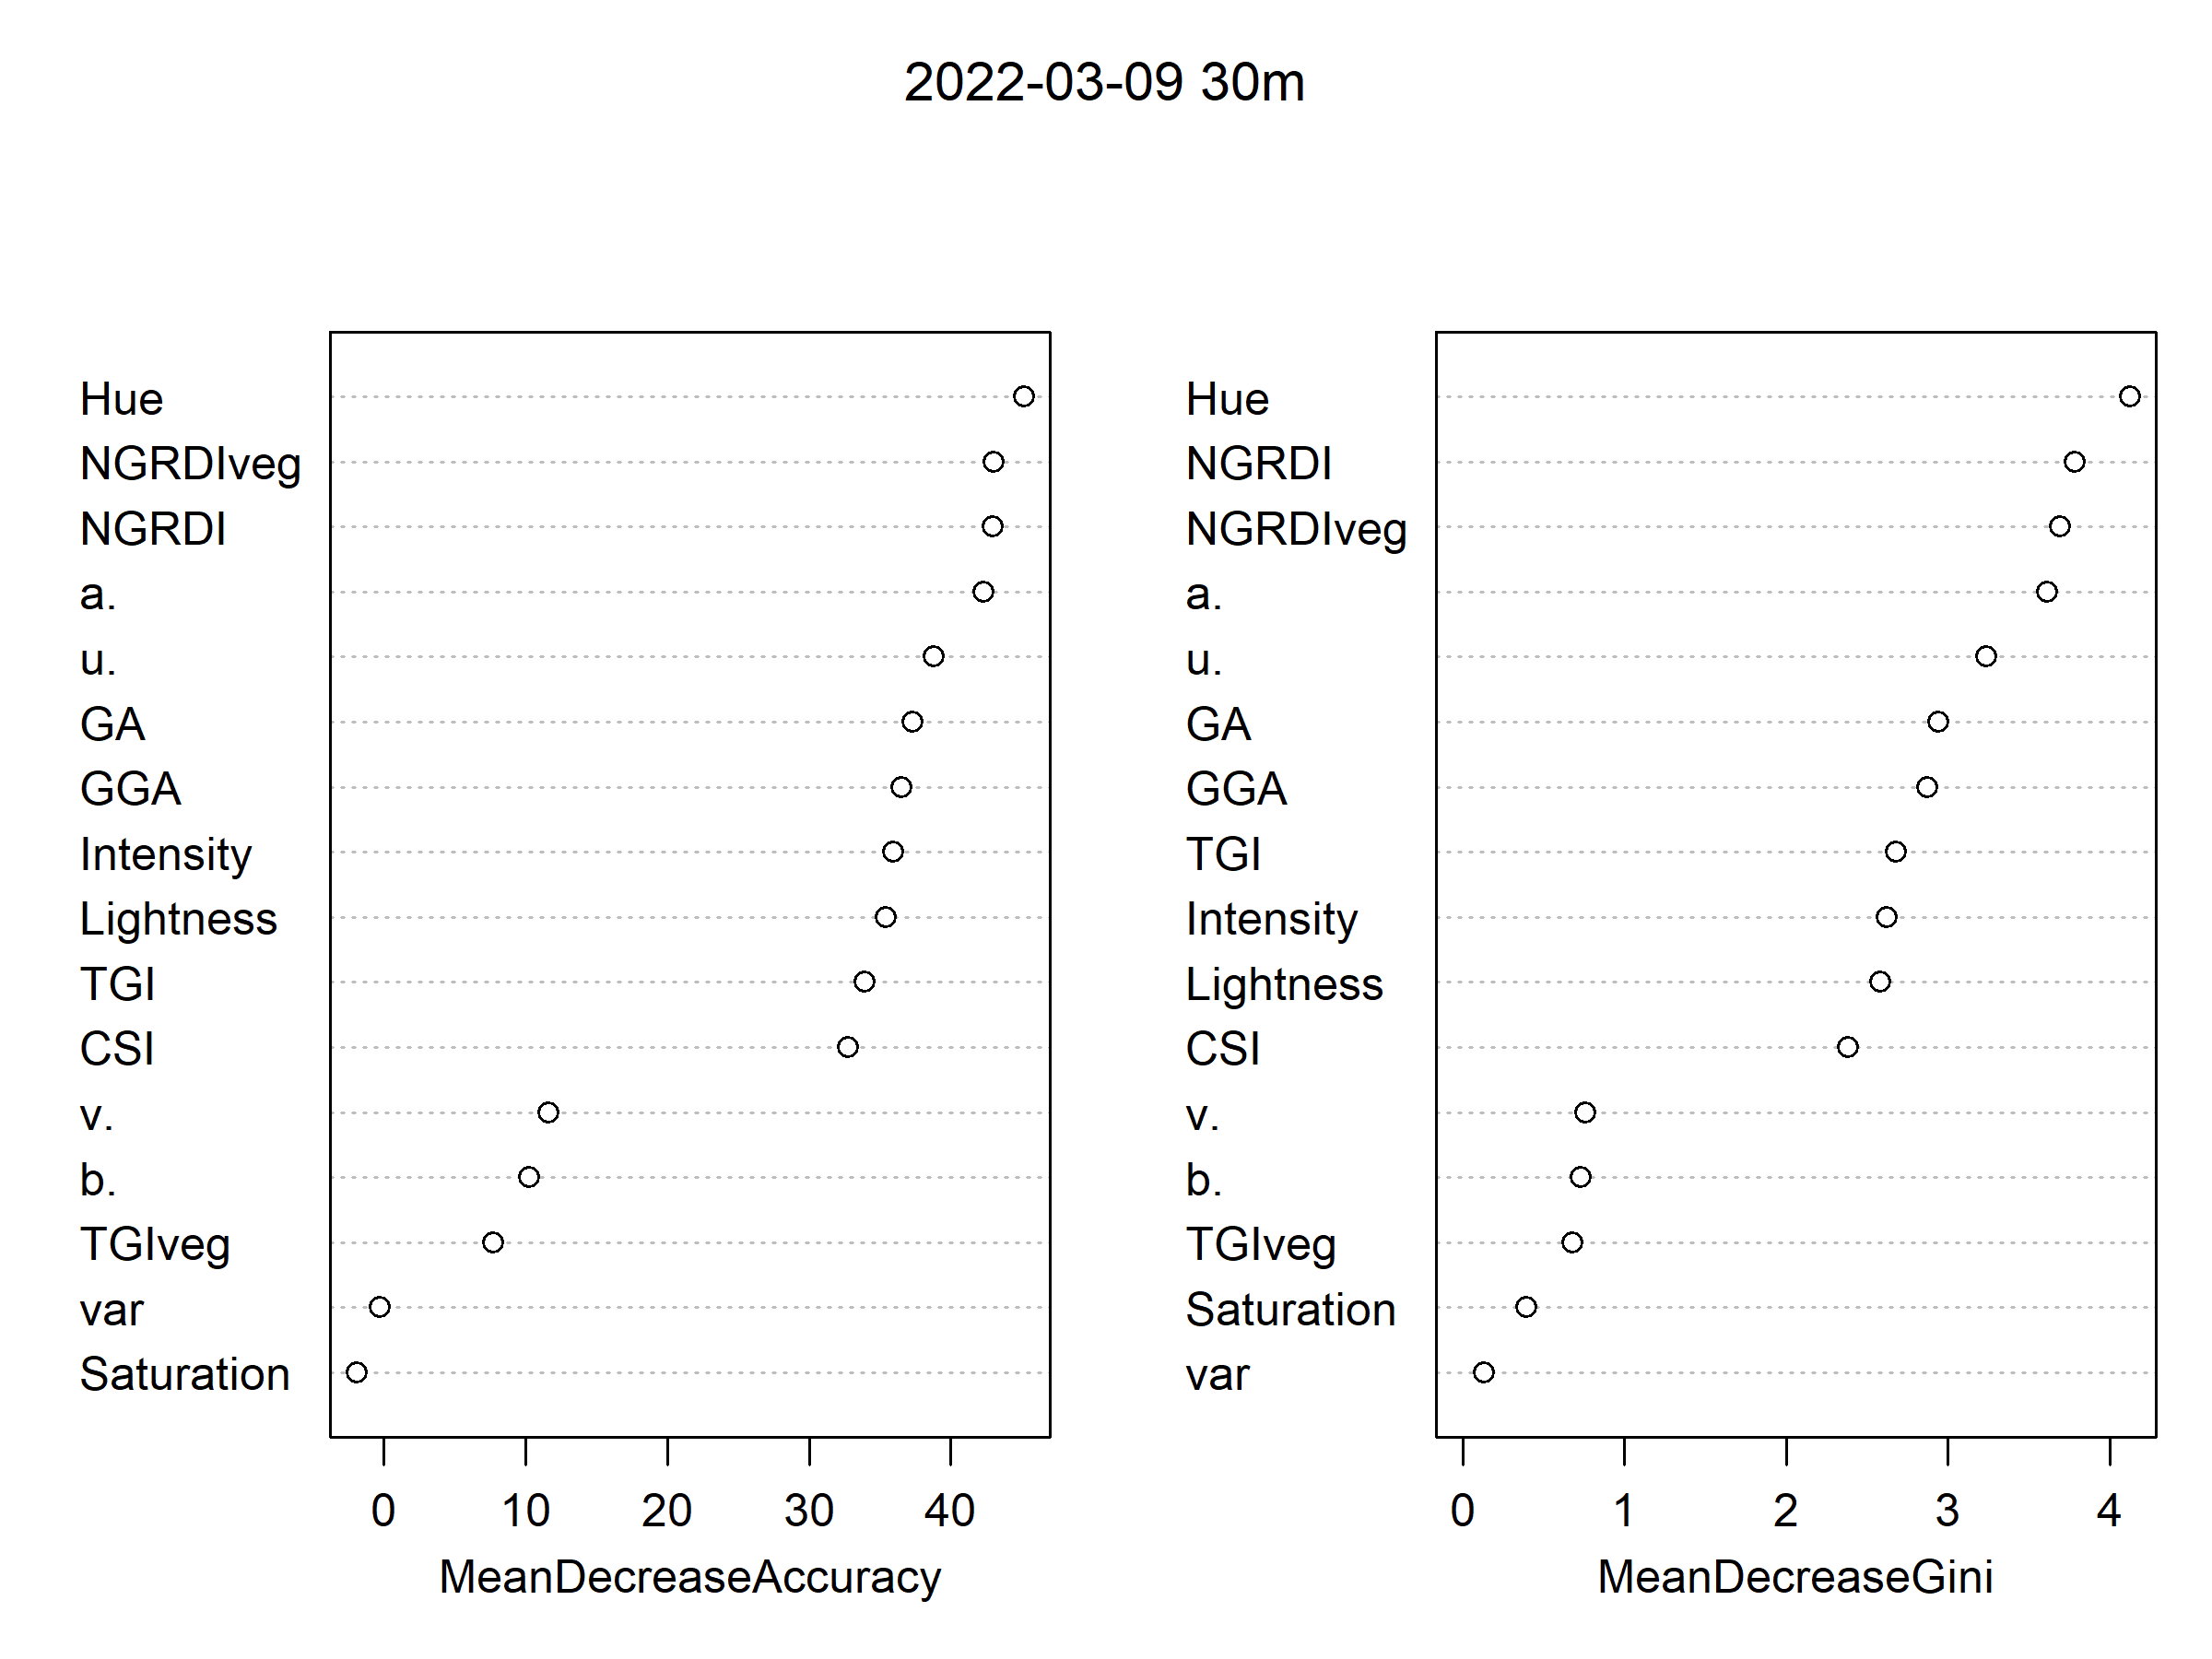 2022-03-09 30m
Hue
NGRDIveg
NGRDI
a.
u.
GA
GGA
Intensity
Lightness
TGI
CSI
v.
b.
TGIveg
var
Saturation
0 10 20 30 40
MeanDecreaseAccuracy
Hue
NGRDI
NGRDIveg
a.
u.
GA
GGA
TGI
Intensity
Lightness
CSI
v.
b.
TGIveg
Saturation
var
0 1 2 3 4
MeanDecreaseGini